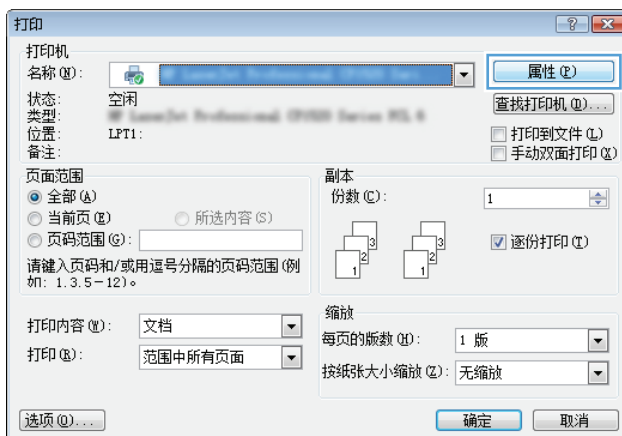 打印
打印机
名称(N):
属性(P)
状态: 空闲
类型:
查找打印机(D)...
位置: LPT1:
打印到文件(L)
备注:
手动双面打印(X)
页面范围
全部(A)
当前页(E) 所选内容(S)
页码范围(G):
请键入页码和/或用逗号分隔的页码范围(例
如: 1.3.5-12)。
副本
份数(C): 1
3 3
2 2
1 1
逐份打印(T)
打印内容(W): 文档
打印(R): 范围中所有页面
缩放
每页的版数(H): 1 版
按纸张大小缩放(Z): 无缩放
选项(O)...
确定 取消